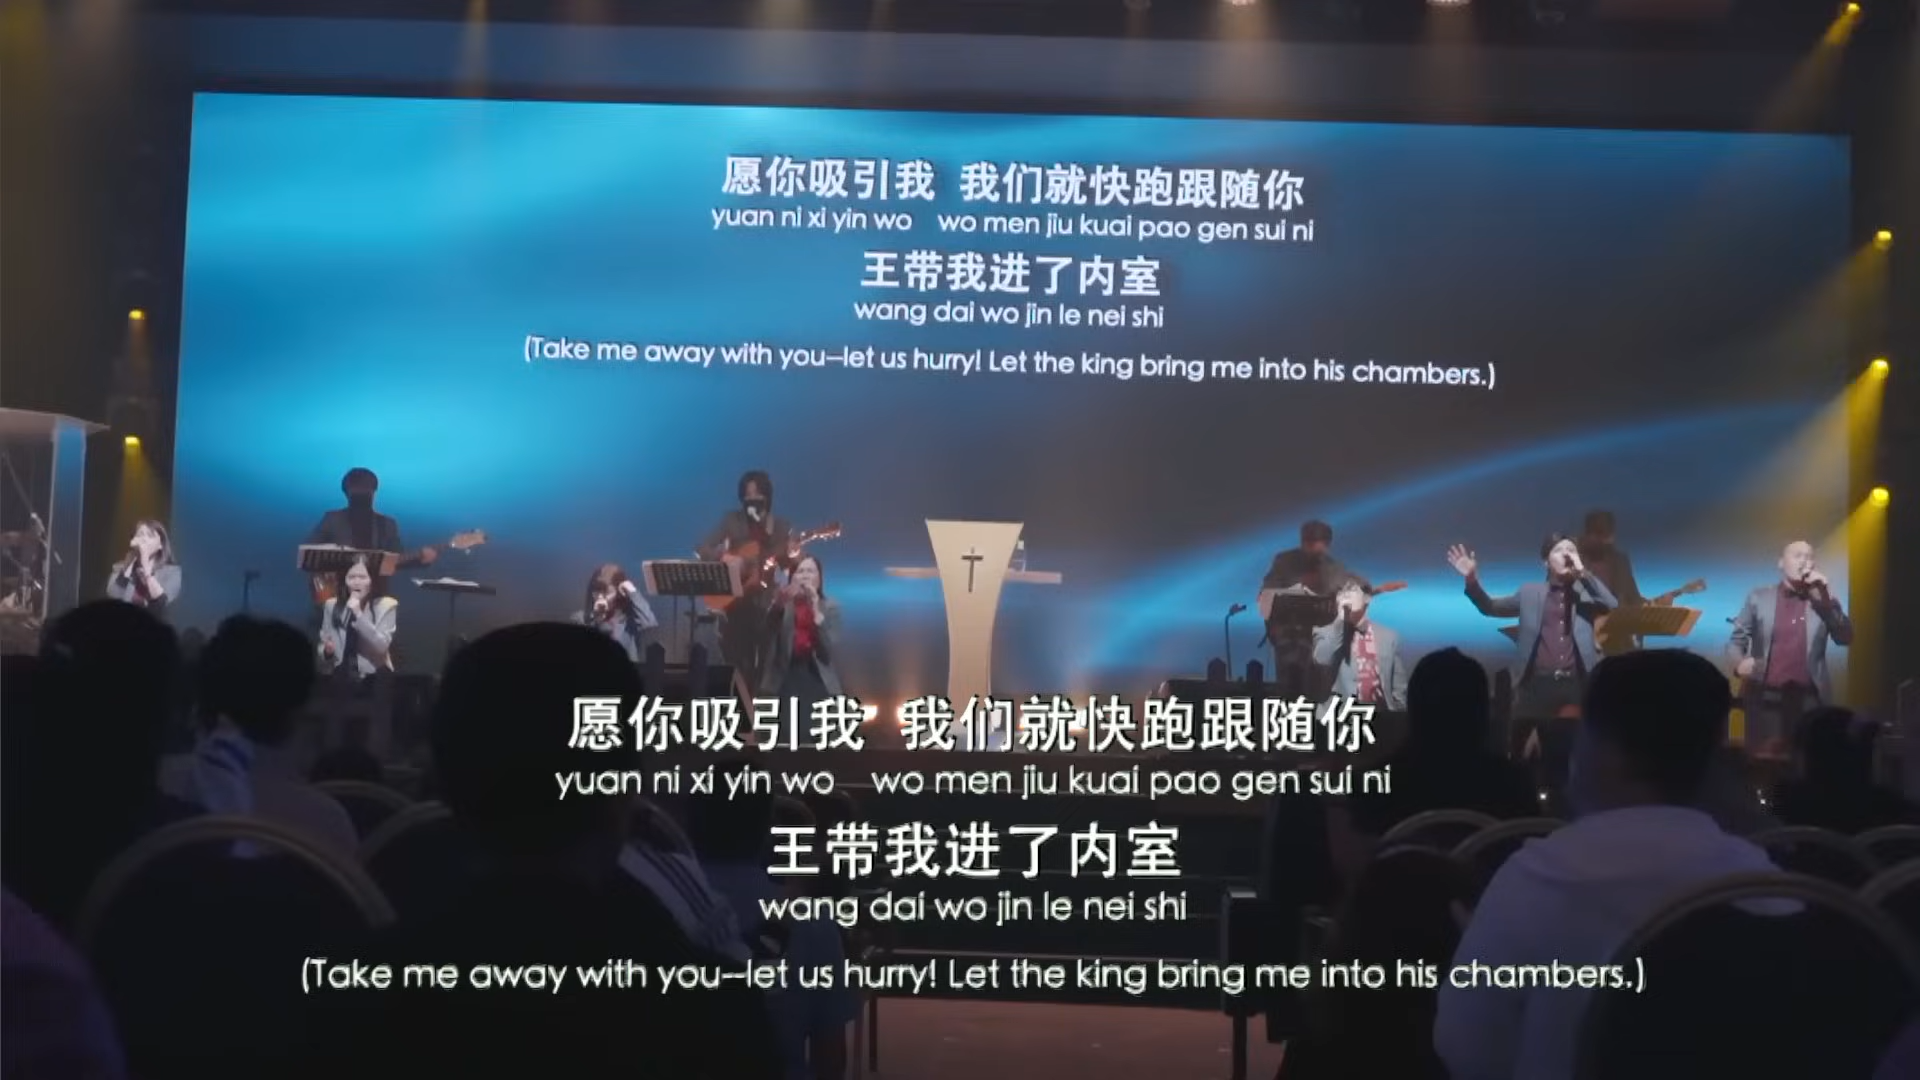 愿你吸引我 我们就快跑跟随你
yuan ni xi yin wo wo men jiu kuai pao gen sui ni
王带我进了内室
wang dai wo jin le nei shi
(Take me away with you--let us hurry! Let the king bring me into his chambers.)
愿你吸引我 我们就快跑跟随你
yuan ni xi yin wo wo men jiu kuai pao gen sui ni
王带我进了内室
wang dai wo jin le nei shi
(Take me away with you--let us hurry! Let the king bring me into his chambers.)